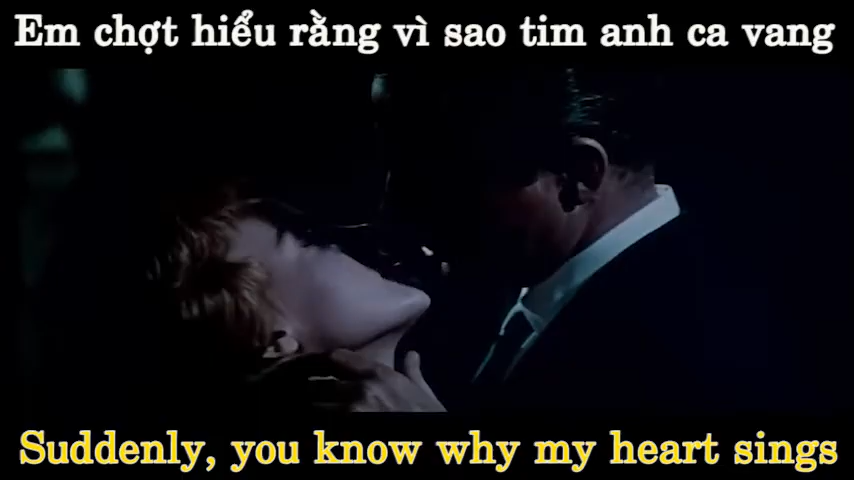 Em chợt hiểu rằng vì sao tim anh ca vang
Suddenly, you know why my heart sings